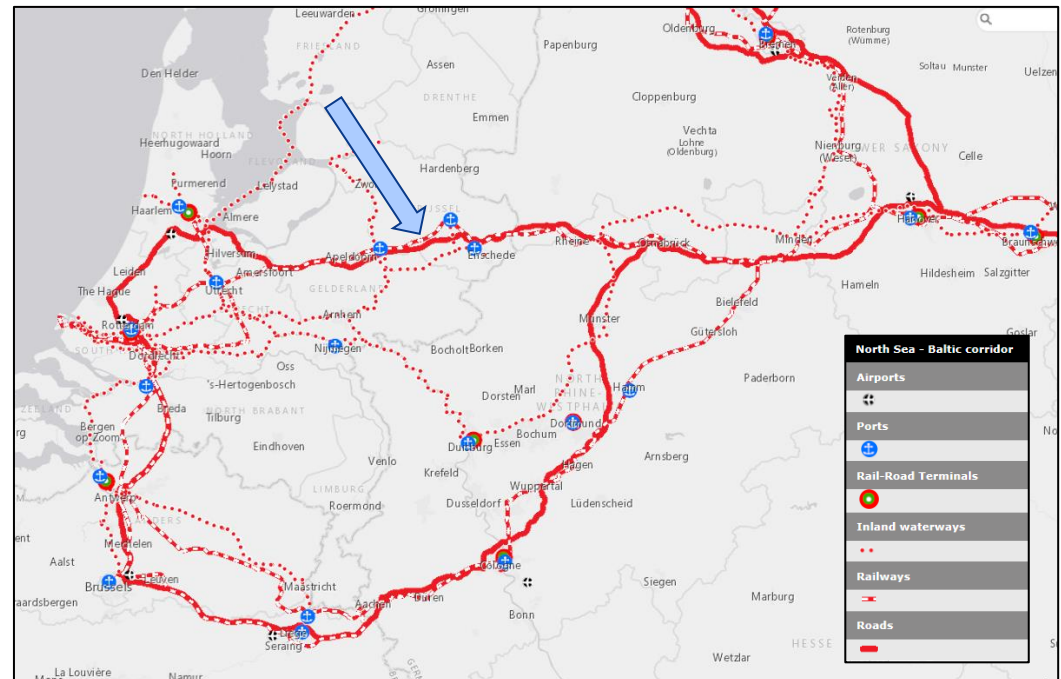 Leeuwarden
Groningen
Oldenburg
Bremen
Rotenburg
(Wümme)
FRIESLAND
Papenburg
Soltau
Munster
Uelzen
Den Helder
Assen
Verden
(Aller)
DRENTHE
Cloppenburg
Emmen
NORTH HOLLAND
Heerhugowaard
Hoorn
Vechta
Lohne
(Oldenburg)
Nienburg
(Weser)
LOWER SAXONY
Celle
FLEVOLAND
Hardenberg
Purmerend
Lelystad
Haarlem
Almere
Hanover
Hilversum
Apeldoorn
Enschede
Rheine
Osnabrück
Minden
Braunschweig
Leiden
Amersfoort
Hildesheim
Salzgitter
The Hague
Utrecht
GELDERLAND
Hameln
Rotterdam
Arnhem
Münster
Bielefeld
Gütersloh
Goslar
Dordrecht
Nijmegen
Bocholt
Borken
Oss
's-Hertogenbosch
Marl
Dorsten
NORTH
RHINE-
WESTPHALIA
Hamm
Paderborn
ZEELAND
Breda
NORTH BRABANT
Tilburg
Bergen
op Zoom
Dortmund
Bochum
Essen
Duisburg
Eindhoven
Venlo
Krefeld
Hagen
Arnsberg
Wuppertal
LIMBURG
Roermond
Dusseldorf
Lüdenscheid
Antwerp
FLANDERS
Mechelen
Aalst
Cologne
Brussels
Leuven
Maastricht
Aachen
Düren
Siegen
Marburg
Bonn
Liege
Seraing
HESSE
Wetzlar
La Louvière
Namur
North Sea - Baltic corridor
Airports
Ports
Rail-Road Terminals
Inland waterways
Railways
Roads